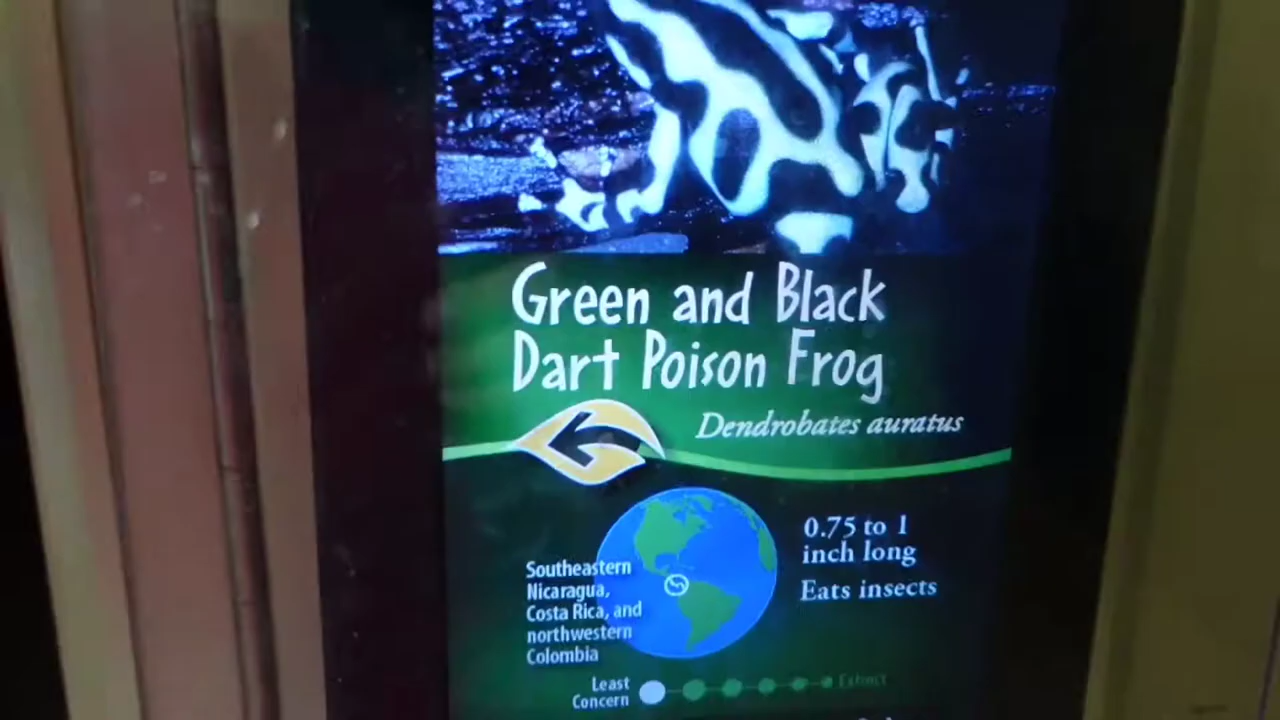 Green and Black
Dart Poison Frog
Dendrobates auratus
0.75 to 1
inch long
Eats insects
Southeastern
Nicaragua,
Costa Rica, and
northwestern
Colombia
Least
Concern
Extinct